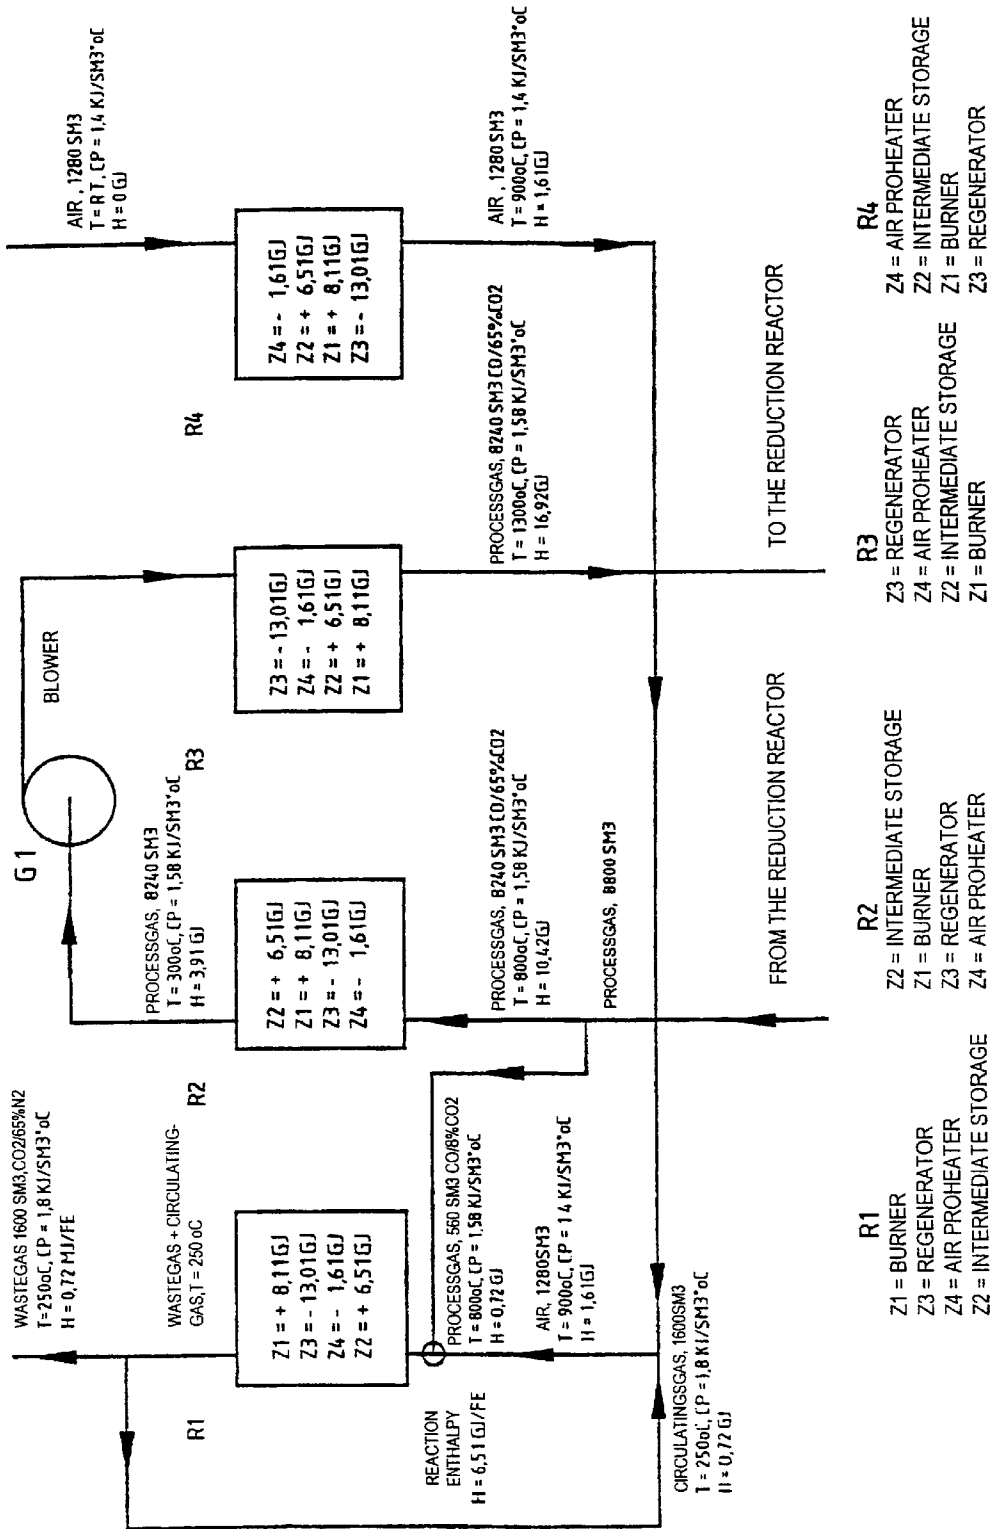 WASTEGAS 1600 SM3,CO2/65%N2
T=250oC, CP = 1,8 KJ/SM3*oC
H = 0,72 MJ/FE
WASTEGAS + CIRCULATING-
GAS,T = 250 oC
R1
Z1 = + 8,11GJ
Z3 = - 13,01GJ
Z4 = - 1,61GJ
Z2 = + 6,51GJ
REACTION
ENTHALPY
H = 6,51 GJ/FE
PROCESSGAS, 560 SM3 CO/8%CO2
T = 800oC, CP = 1,58 KJ/SM3*oC
H = 0,72 GJ
AIR, 1280SM3
T = 900oC, CP = 1 4 KJ/SM3*oC
H = 1,61GJ
CIRCULATINGSGAS, 1600SM3
T = 250oC, CP = 1,8 KJ/SM3*oC
H = 0,72 GJ
G1
BLOWER
PROCESSGAS, 8240 SM3
T = 300oC, CP = 1,58 KJ/SM3*oC
H = 3,91 GJ
R2
Z2 = + 6,51GJ
Z1 = + 8,11GJ
Z3 = - 13,01GJ
Z4 = - 1,61GJ
PROCESSGAS, 8240 SM3 CO/65%CO2
T = 800oC, CP = 1,58 KJ/SM3*oC
H = 10,42GJ
PROCESSGAS, 8800 SM3
FROM THE REDUCTION REACTOR
R3
Z3 = - 13,01GJ
Z4 = - 1,61GJ
Z2 = + 6,51GJ
Z1 = + 8,11GJ
PROCESSGAS, 8240 SM3 CO/65%CO2
T = 1300oC, CP = 1,58 KJ/SM3*oC
H = 16,92GJ
TO THE REDUCTION REACTOR
AIR , 1280 SM3
T = RT, CP = 1,4 KJ/SM3*oC
H = 0 GJ
R4
Z4 = - 1,61GJ
Z2 = + 6,51GJ
Z1 = + 8,11GJ
Z3 = - 13,01GJ
AIR, 1280 SM3
T = 900oC, CP = 1,4 KJ/SM3*oC
H = 1,61GJ
R1
Z1 = BURNER
Z3 = REGENERATOR
Z4 = AIR PROHEATER
Z2 = INTERMEDIATE STORAGE
R2
Z2 = INTERMEDIATE STORAGE
Z1 = BURNER
Z3 = REGENERATOR
Z4 = AIR PROHEATER
R3
Z3 = REGENERATOR
Z4 = AIR PROHEATER
Z2 = INTERMEDIATE STORAGE
Z1 = BURNER
R4
Z4 = AIR PROHEATER
Z2 = INTERMEDIATE STORAGE
Z1 = BURNER
Z3 = REGENERATOR